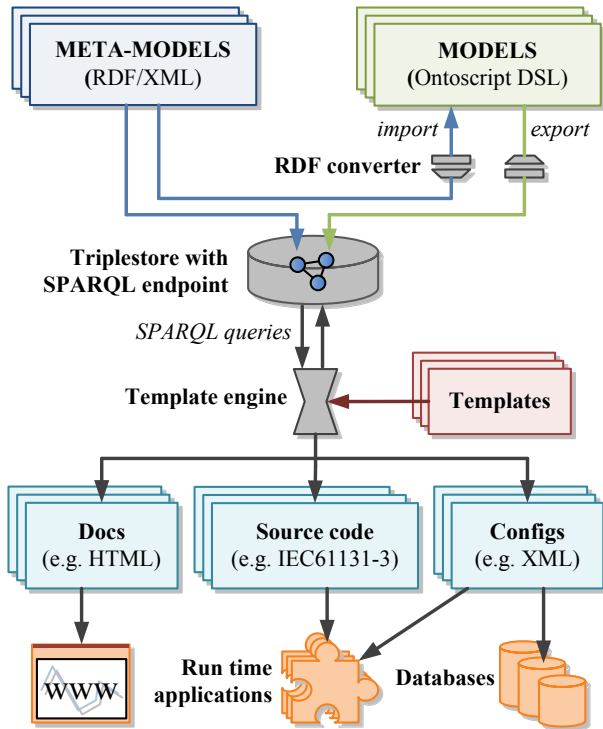 META-MODELS
(RDF/XML)
MODELS
(Ontoscript DSL)
import
export
RDF converter
Triplestore with
SPARQL endpoint
SPARQL queries
Template engine
Templates
Docs
(e.g. HTML)
Source code
(e.g. IEC61131-3)
Configs
(e.g. XML)
WWW
Run time
applications
Databases